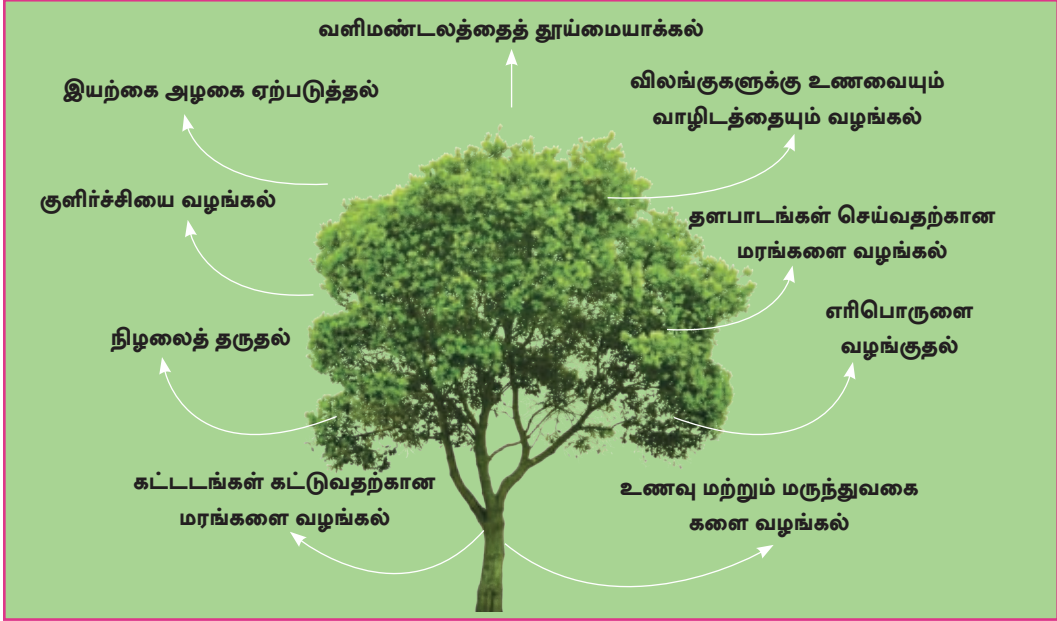 வளிமண்டலத்தைத் தூய்மையாக்கல்
இயற்கை அழகை ஏற்படுத்தல்
விலங்குகளுக்கு உணவையும்
வாழிடத்தையும் வழங்கல்
குளிர்ச்சியை வழங்கல்
தளபாடங்கள் செய்வதற்கான
மரங்களை வழங்கல்
நிழலைத் தருதல்
எரிபொருளை
வழங்குதல்
கட்டடங்கள் கட்டுவதற்கான
மரங்களை வழங்கல்
உணவு மற்றும் மருந்துவகை
களை வழங்கல்